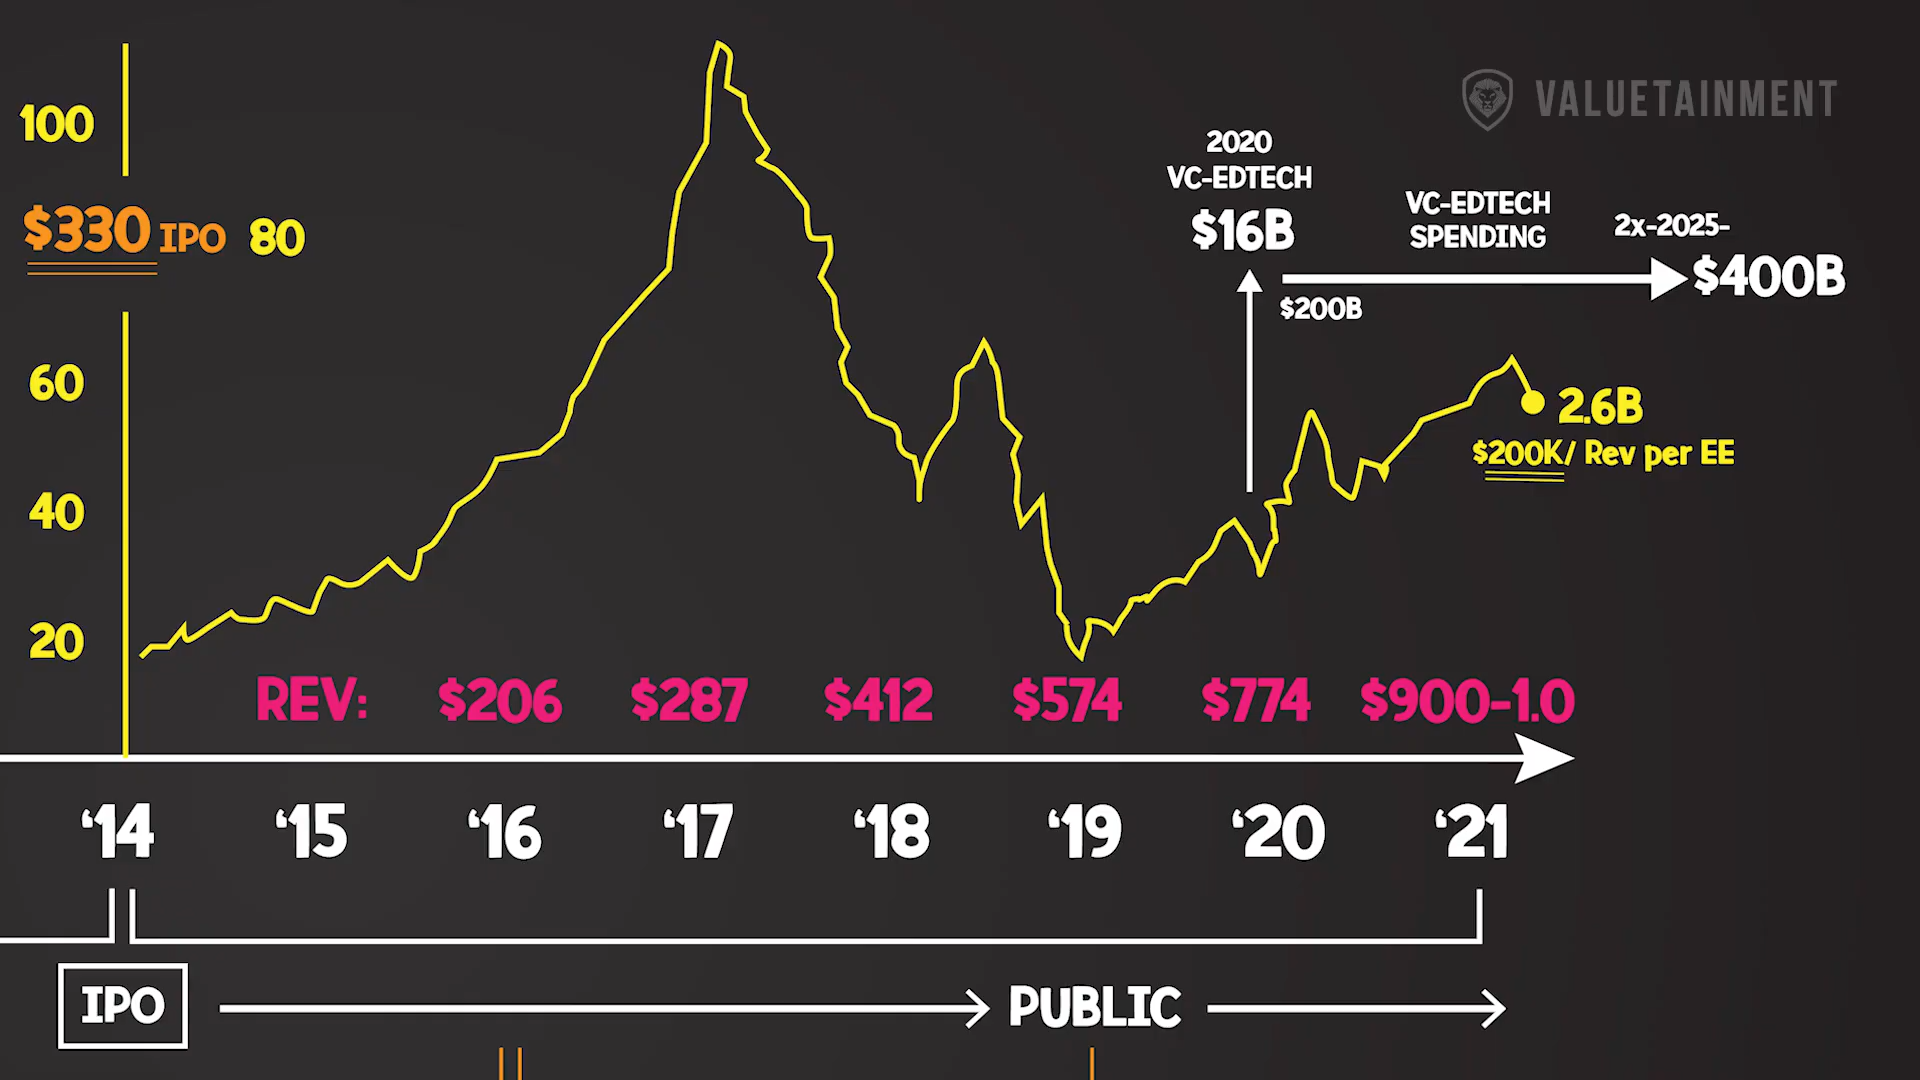 VALUETAINMENT
100
$330 IPO 80
60
40
20
2020
VC-EDTECH
$16B
VC-EDTECH
SPENDING
2x-2025-
$400B
$200B
2.6B
$200K/ Rev per EE
REV: $206 $287 $412 $574 $774 $900-1.0
‘14 ‘15 ‘16 ‘17 ‘18 ‘19 ‘20 ‘21
IPO PUBLIC